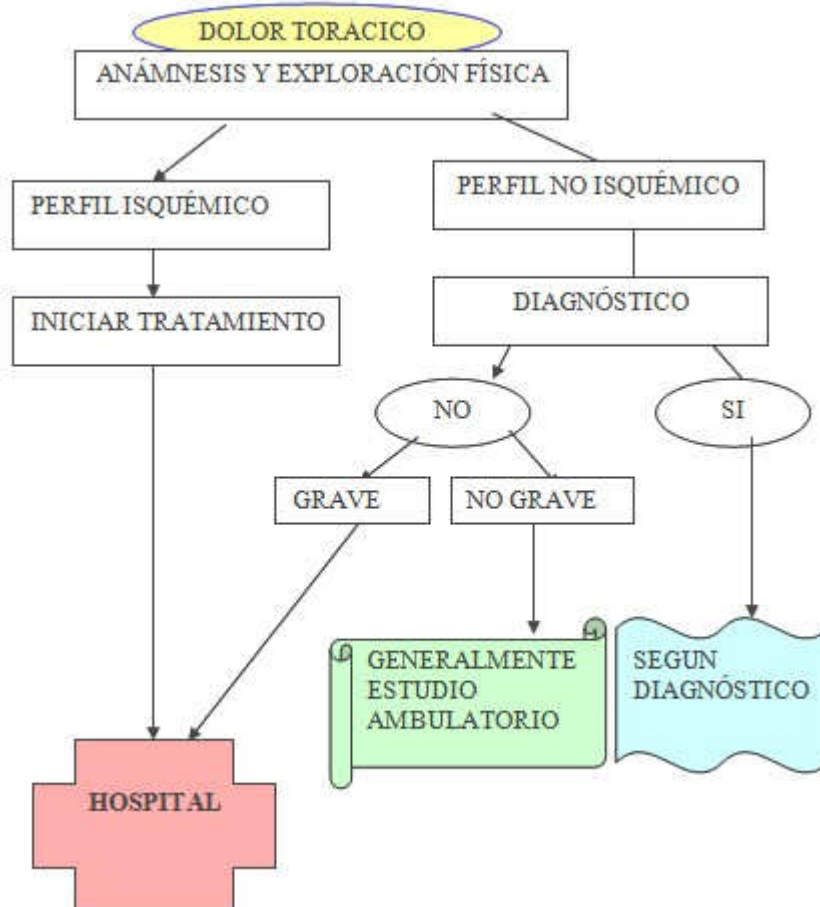 DOLOR TORÁCICO
ANÁMNESIS Y EXPLORACIÓN FÍSICA
PERFIL ISQUÉMICO
PERFIL NO ISQUÉMICO
INICIAR TRATAMIENTO
DIAGNÓSTICO
NO
SI
GRAVE
NO GRAVE
GENERALMENTE
ESTUDIO
AMBULATORIO
SEGUN
DIAGNÓSTICO
HOSPITAL